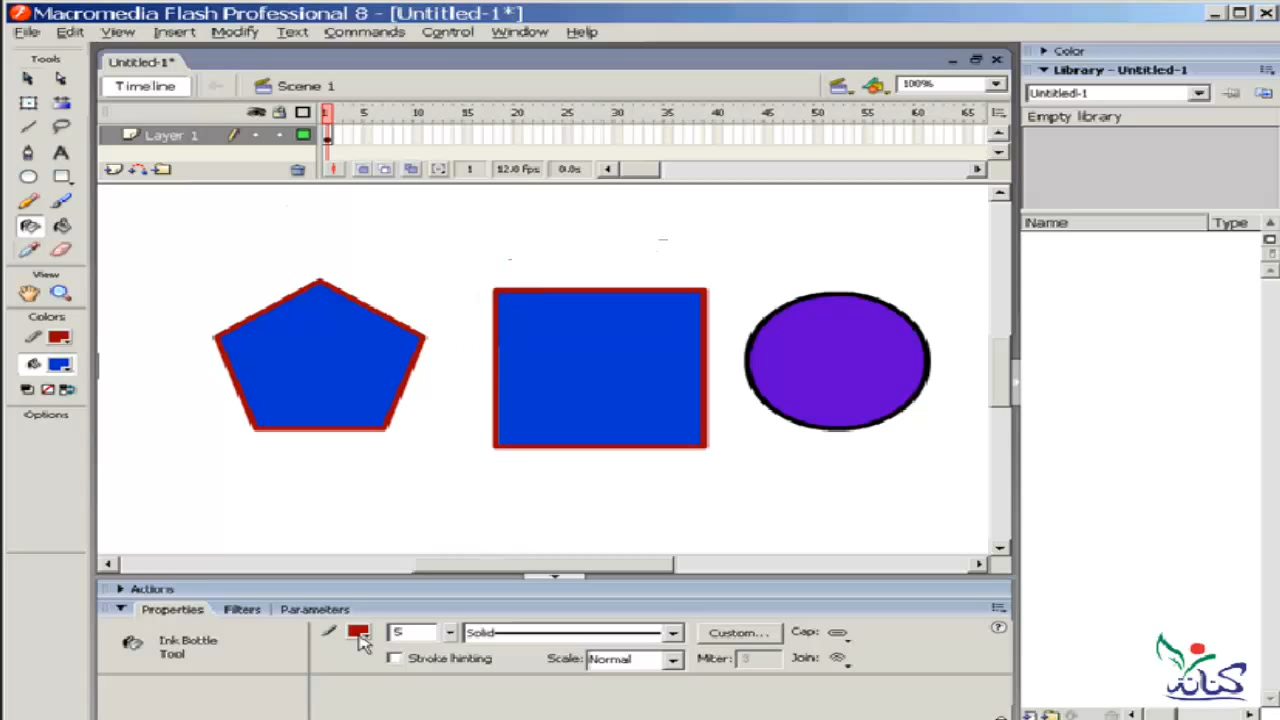 Macromedia Flash Professional 8 - [Untitled-1*]
File Edit View Insert Modify Text Commands Control Window Help
Tools
Untitled-1*
Timeline
Scene 1
100%
1 5 10 15 20 25 30 35 40 45 50 55 60 65
Layer 1
1 12.0 fps 0.0s
View
Colors
Options
Color
Library - Untitled-1
Untitled-1
Empty library
Name Type
Actions
Properties Filters Parameters
Ink Bottle
Tool
5 Solid Custom... Cap:
Stroke hinting Scale: Normal Miter: 3 Join:
كنانة